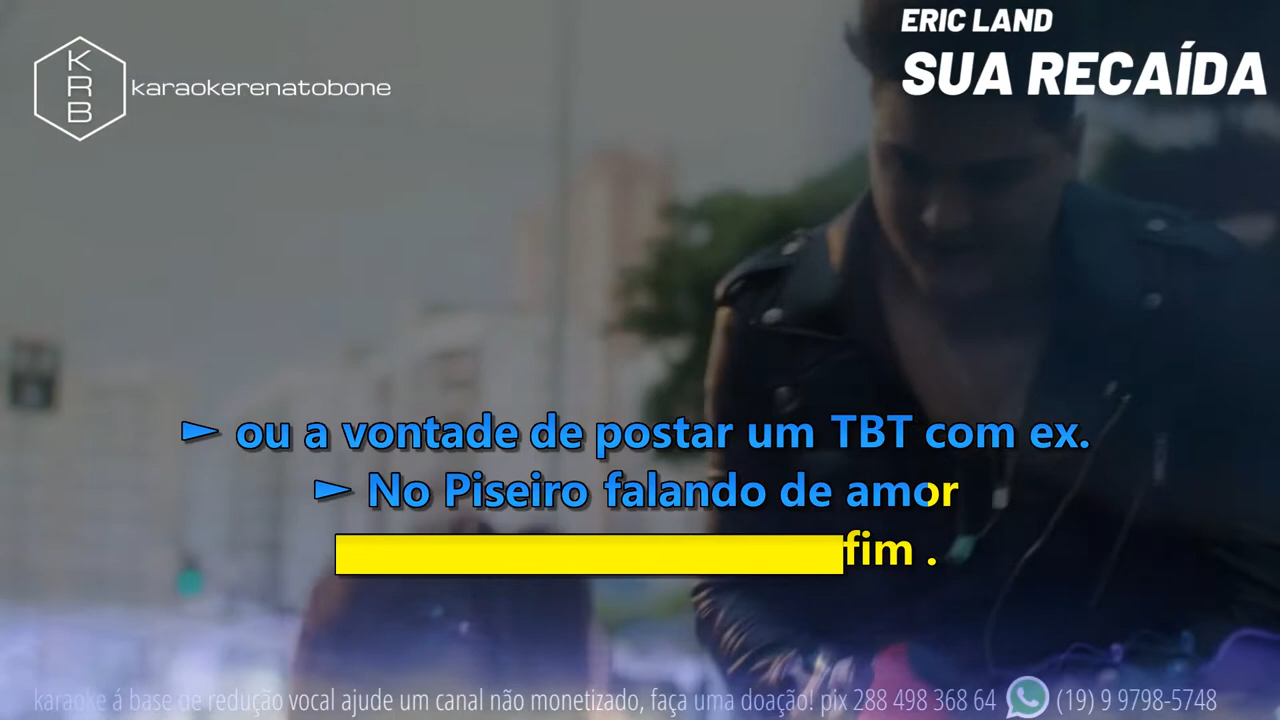 ERIC LAND
SUA RECAÍDA
KRB
karaokerenatobone
► ou a vontade de postar um TBT com ex.
► No Piseiro falando de amor
fim .
karaoke á base de redução vocal ajude um canal não monetizado, faça uma doação! pix 288 498 368 64 (19) 9 9798-5748